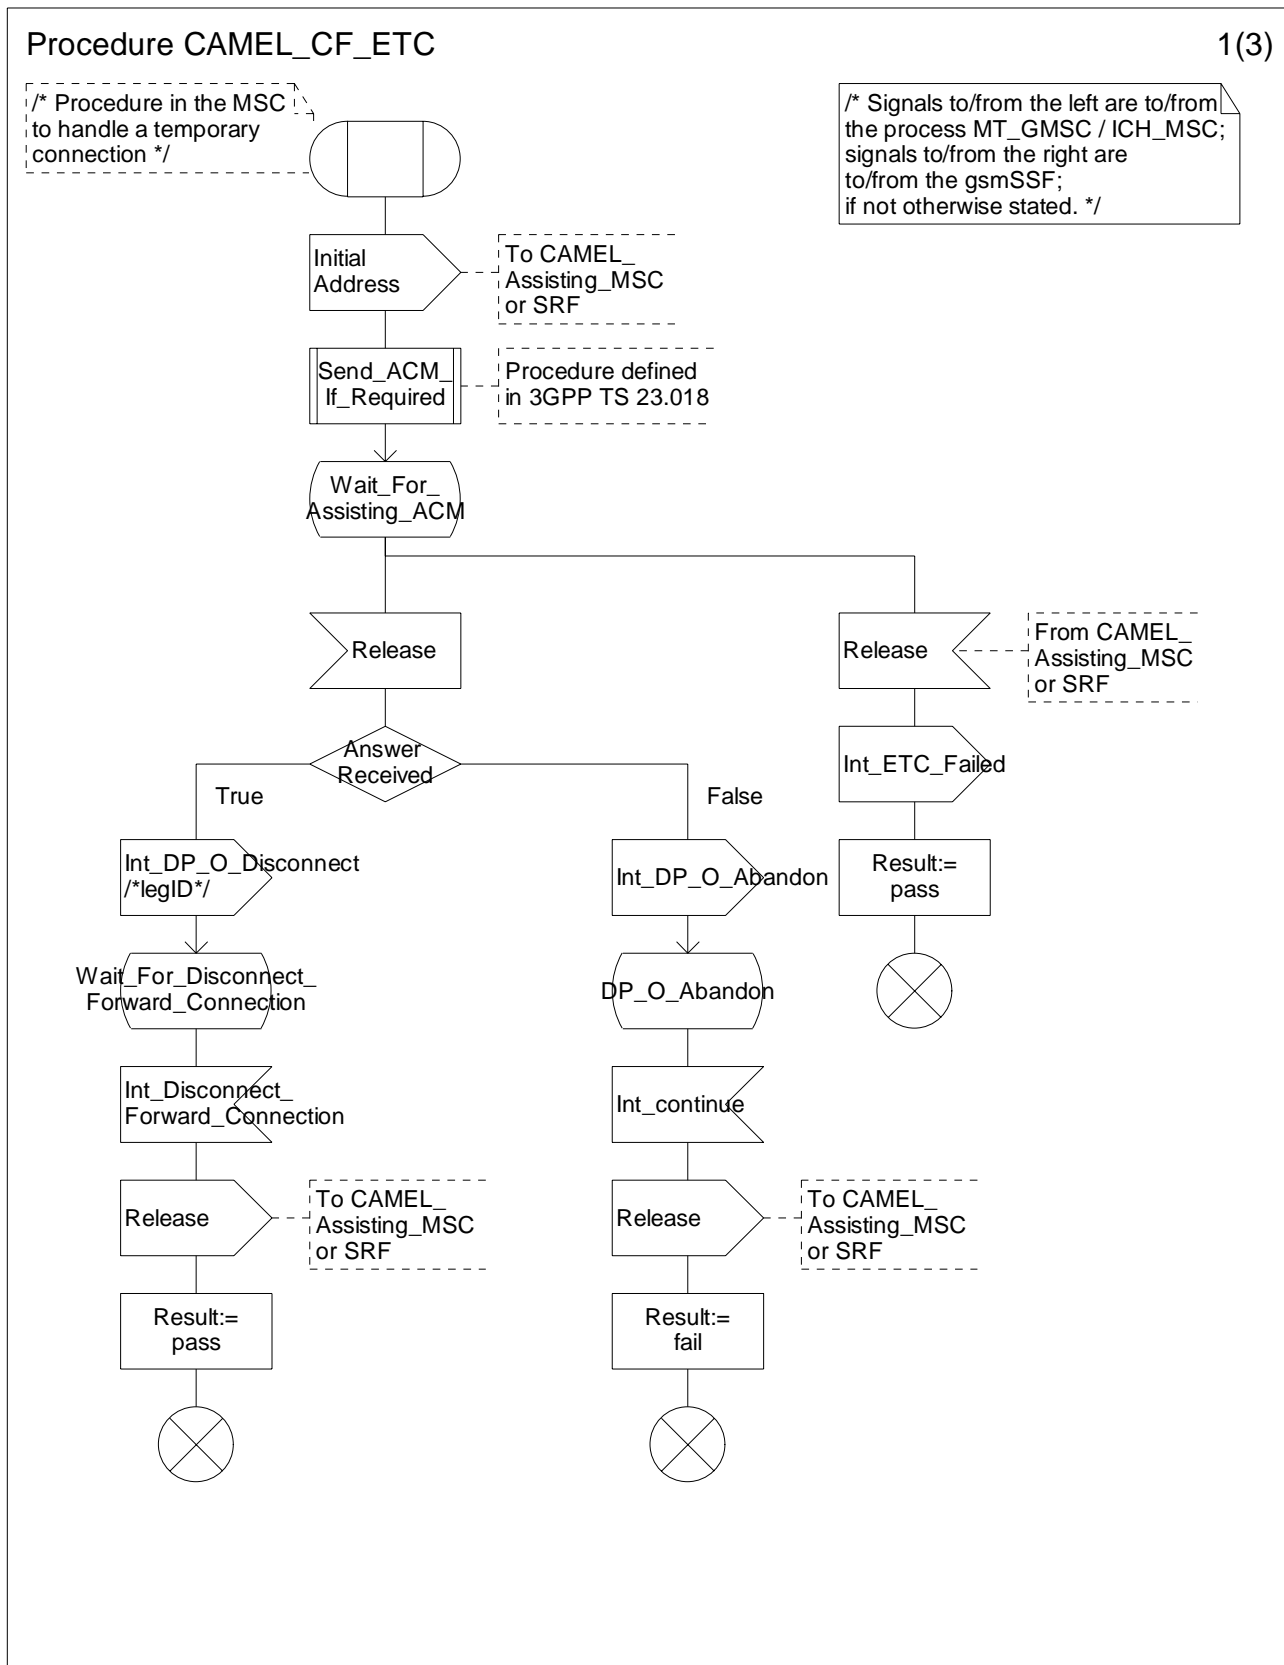 Procedure CAMEL_CF_ETC
1(3)
/* Procedure in the MSC
to handle a temporary
connection */
/* Signals to/from the left are to/from
the process MT_GMSC / ICH_MSC;
signals to/from the right are
to/from the gsmSSF;
if not otherwise stated. */
Initial
Address
To CAMEL_
Assisting_MSC
or SRF
Send_ACM_
If_Required
Procedure defined
in 3GPP TS 23.018
Wait_For_
Assisting_ACM
Release
Release
From CAMEL_
Assisting_MSC
or SRF
Answer
Received
True
False
Int_ETC_Failed
Int_DP_O_Disconnect
/*legID*/
Int_DP_O_Abandon
Result:=
pass
Wait_For_Disconnect_
Forward_Connection
DP_O_Abandon
Int_Disconnect_
Forward_Connection
Int_continue
Release
To CAMEL_
Assisting_MSC
or SRF
Release
To CAMEL_
Assisting_MSC
or SRF
Result:=
pass
Result:=
fail